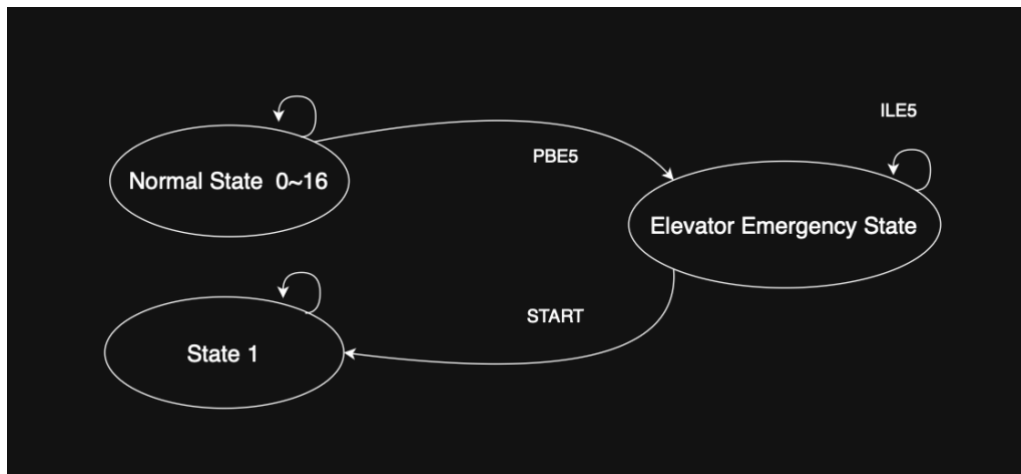 ILE5
PBE5
Normal State 0~16
Elevator Emergency State
START
State 1